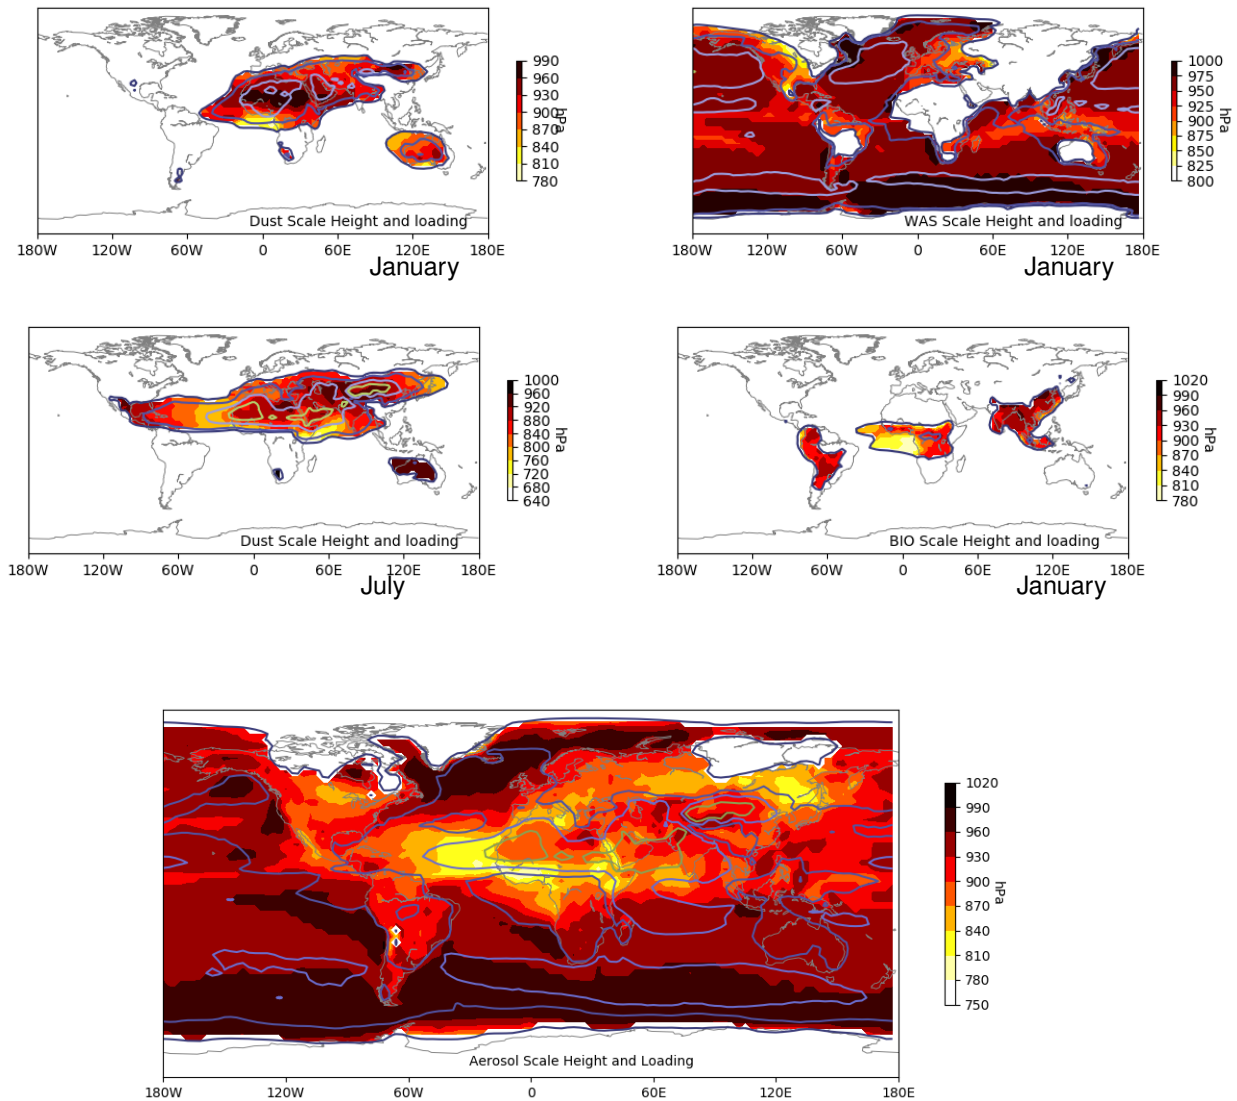 990
960
930
900
870
840
810
780
hPa
Dust Scale Height and loading
180W 120W 60W 0 60E 120E 180E
January
1000
975
950
925
900
875
850
825
800
hPa
WAS Scale Height and loading
180W 120W 60W 0 60E 120E 180E
January
1000
960
920
880
840
800
760
720
680
640
hPa
Dust Scale Height and loading
180W 120W 60W 0 60E 120E 180E
July
1020
990
960
930
900
870
840
810
780
hPa
BIO Scale Height and loading
180W 120W 60W 0 60E 120E 180E
January
1020
990
960
930
900
870
840
810
780
750
hPa
Aerosol Scale Height and Loading
180W 120W 60W 0 60E 120E 180E